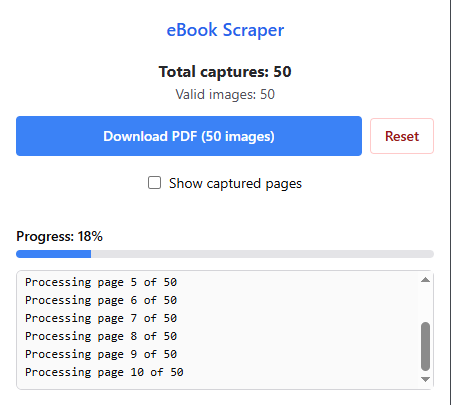 eBook Scraper
Total captures: 50
Valid images: 50
Download PDF (50 images)
Reset
Show captured pages
Progress: 18%
Processing page 5 of 50
Processing page 6 of 50
Processing page 7 of 50
Processing page 8 of 50
Processing page 9 of 50
Processing page 10 of 50